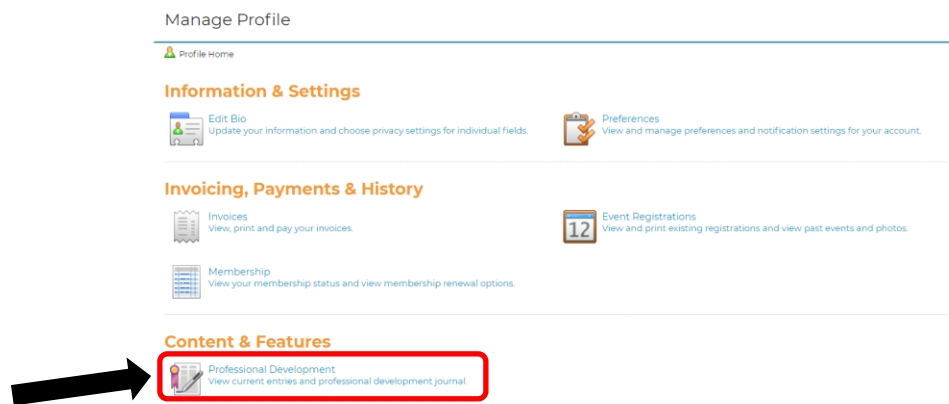 Manage Profile
Profile Home
Information & Settings
Edit Bio
Update your information and choose privacy settings for individual fields.
Preferences
View and manage preferences and notification settings for your account.
Invoicing, Payments & History
Invoices
View, print and pay your invoices.
12
Event Registrations
View and print existing registrations and view past events and photos.
Membership
View your membership status and view membership renewal options.
Content & Features
Professional Development
View current entries and professional development journal.